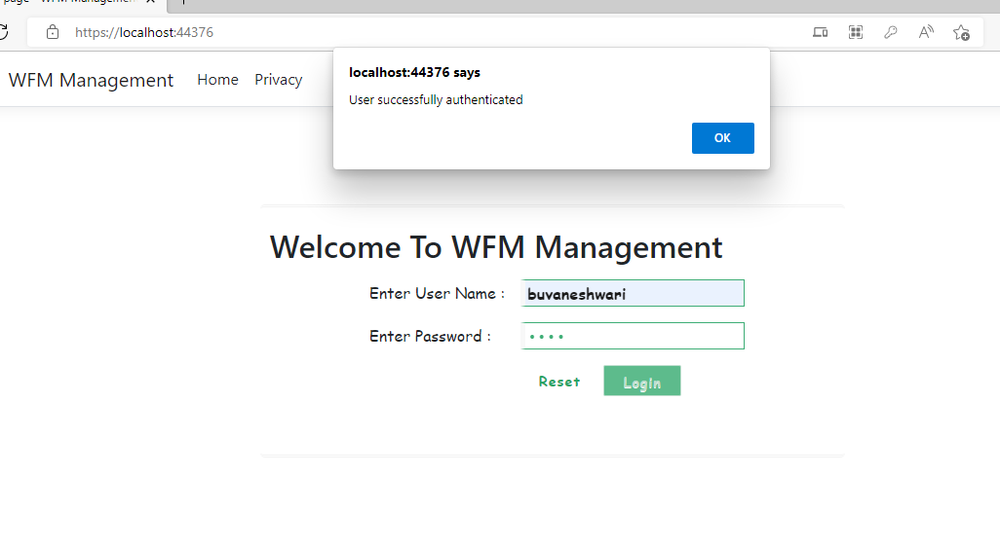 page - WFM Management
https://localhost:44376
localhost:44376 says
User successfully authenticated
OK
WFM Management Home Privacy
Welcome To WFM Management
Enter User Name : buvaneshwari
Enter Password :
Reset Login